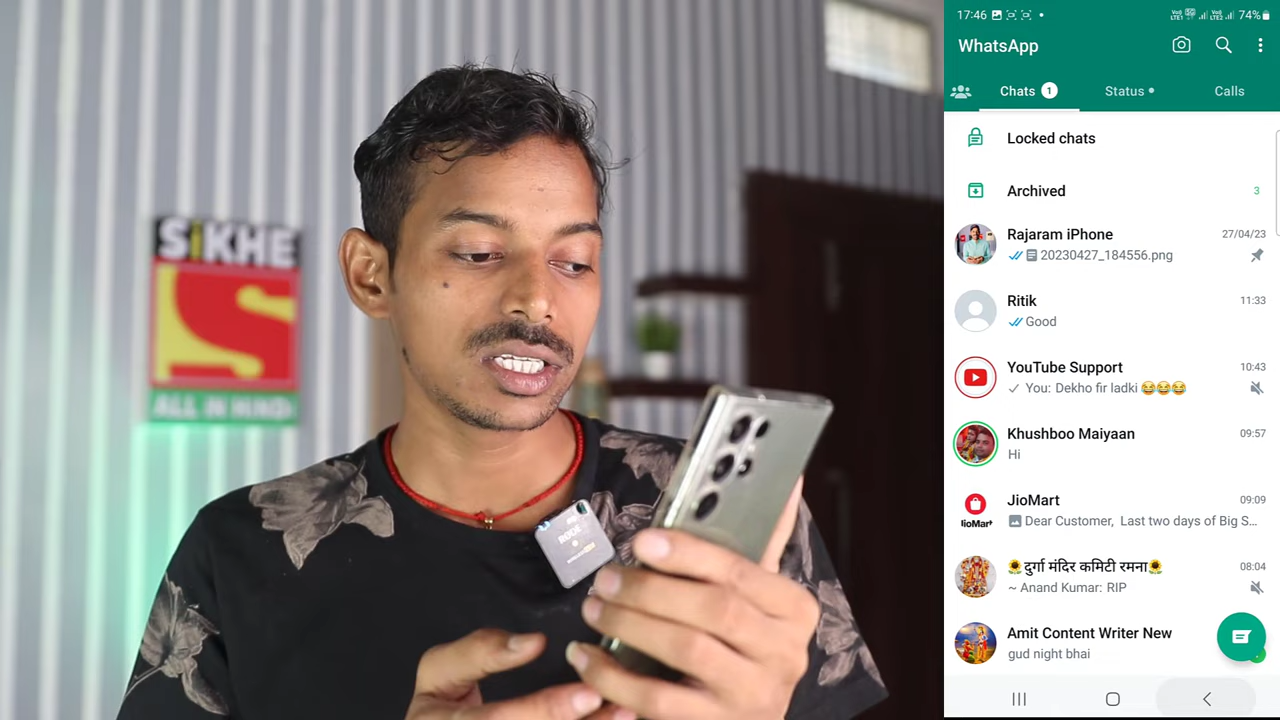 SiKHE
ALL IN HINDI
RODE
17:46
74%
WhatsApp
Chats 1
Status
Calls
Locked chats
Archived
3
Rajaram iPhone
27/04/23
20230427_184556.png
Ritik
11:33
Good
YouTube Support
10:43
You: Dekho fir ladki 😂😂😂
Khushboo Maiyaan
09:57
Hi
JioMart
09:09
JioMart
Dear Customer, Last two days of Big S...
🌻दुर्गा मंदिर कमिटी रमना🌻
08:04
~ Anand Kumar: RIP
Amit Content Writer New
gud night bhai